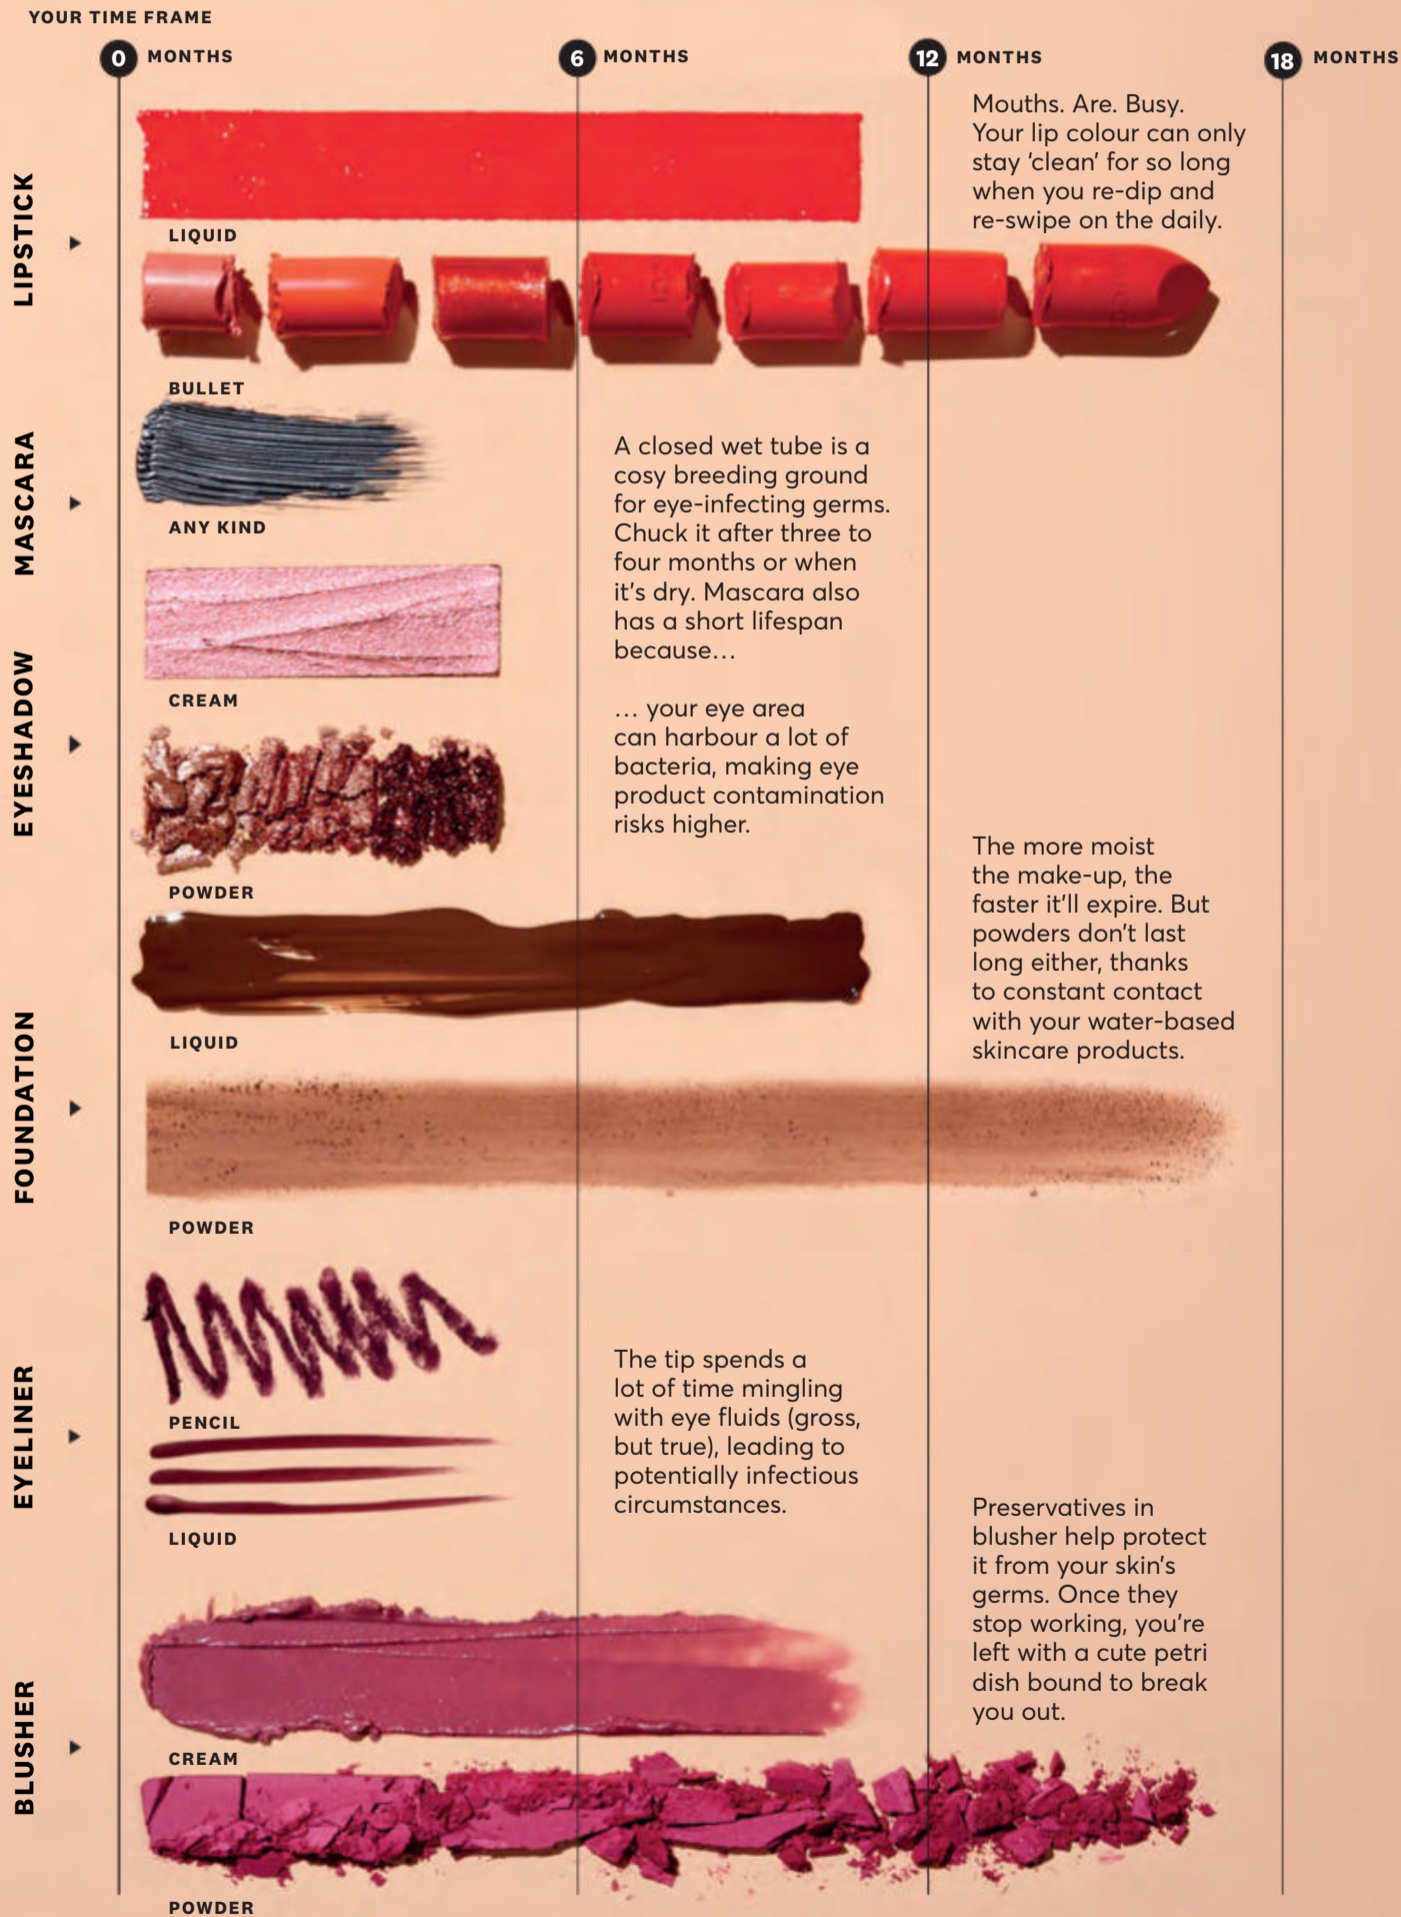 YOUR TIME FRAME
0 MONTHS
6 MONTHS
12 MONTHS
18 MONTHS
LIPSTICK
LIQUID
BULLET
Mouths. Are. Busy.
Your lip colour can only
stay ‘clean’ for so long
when you re-dip and
re-swipe on the daily.
MASCARA
ANY KIND
A closed wet tube is a
cosy breeding ground
for eye-infecting germs.
Chuck it after three to
four months or when
it’s dry. Mascara also
has a short lifespan
because…
EYESHADOW
CREAM
POWDER
… your eye area
can harbour a lot of
bacteria, making eye
product contamination
risks higher.
FOUNDATION
LIQUID
POWDER
The more moist
the make-up, the
faster it’ll expire. But
powders don’t last
long either, thanks
to constant contact
with your water-based
skincare products.
EYELINER
PENCIL
LIQUID
The tip spends a
lot of time mingling
with eye fluids (gross,
but true), leading to
potentially infectious
circumstances.
BLUSHER
CREAM
POWDER
Preservatives in
blusher help protect
it from your skin’s
germs. Once they
stop working, you’re
left with a cute petri
dish bound to break
you out.